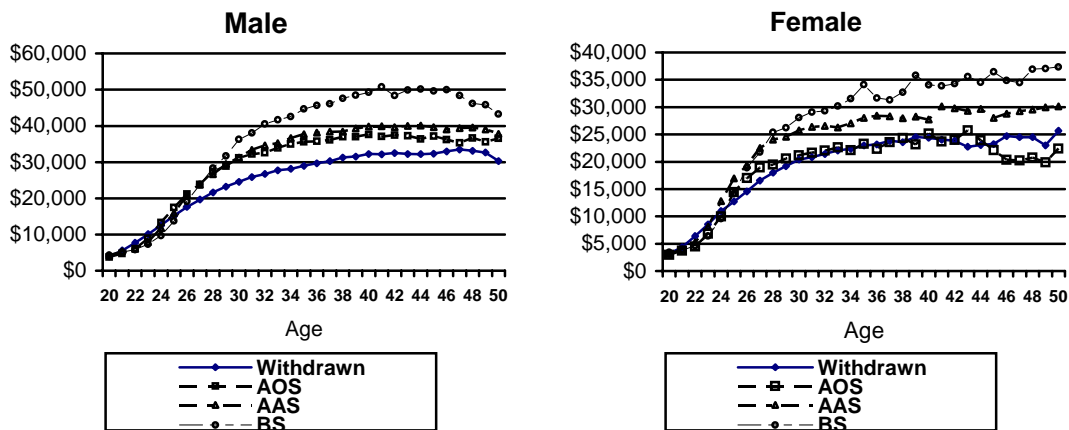 Male
$60,000
$50,000
$40,000
$30,000
$20,000
$10,000
$0
20 22 24 26 28 30 32 34 36 38 40 42 44 46 48 50
Age
Withdrawn
AOS
AAS
BS
Female
$40,000
$35,000
$30,000
$25,000
$20,000
$15,000
$10,000
$5,000
$0
20 22 24 26 28 30 32 34 36 38 40 42 44 46 48 50
Age
Withdrawn
AOS
AAS
BS